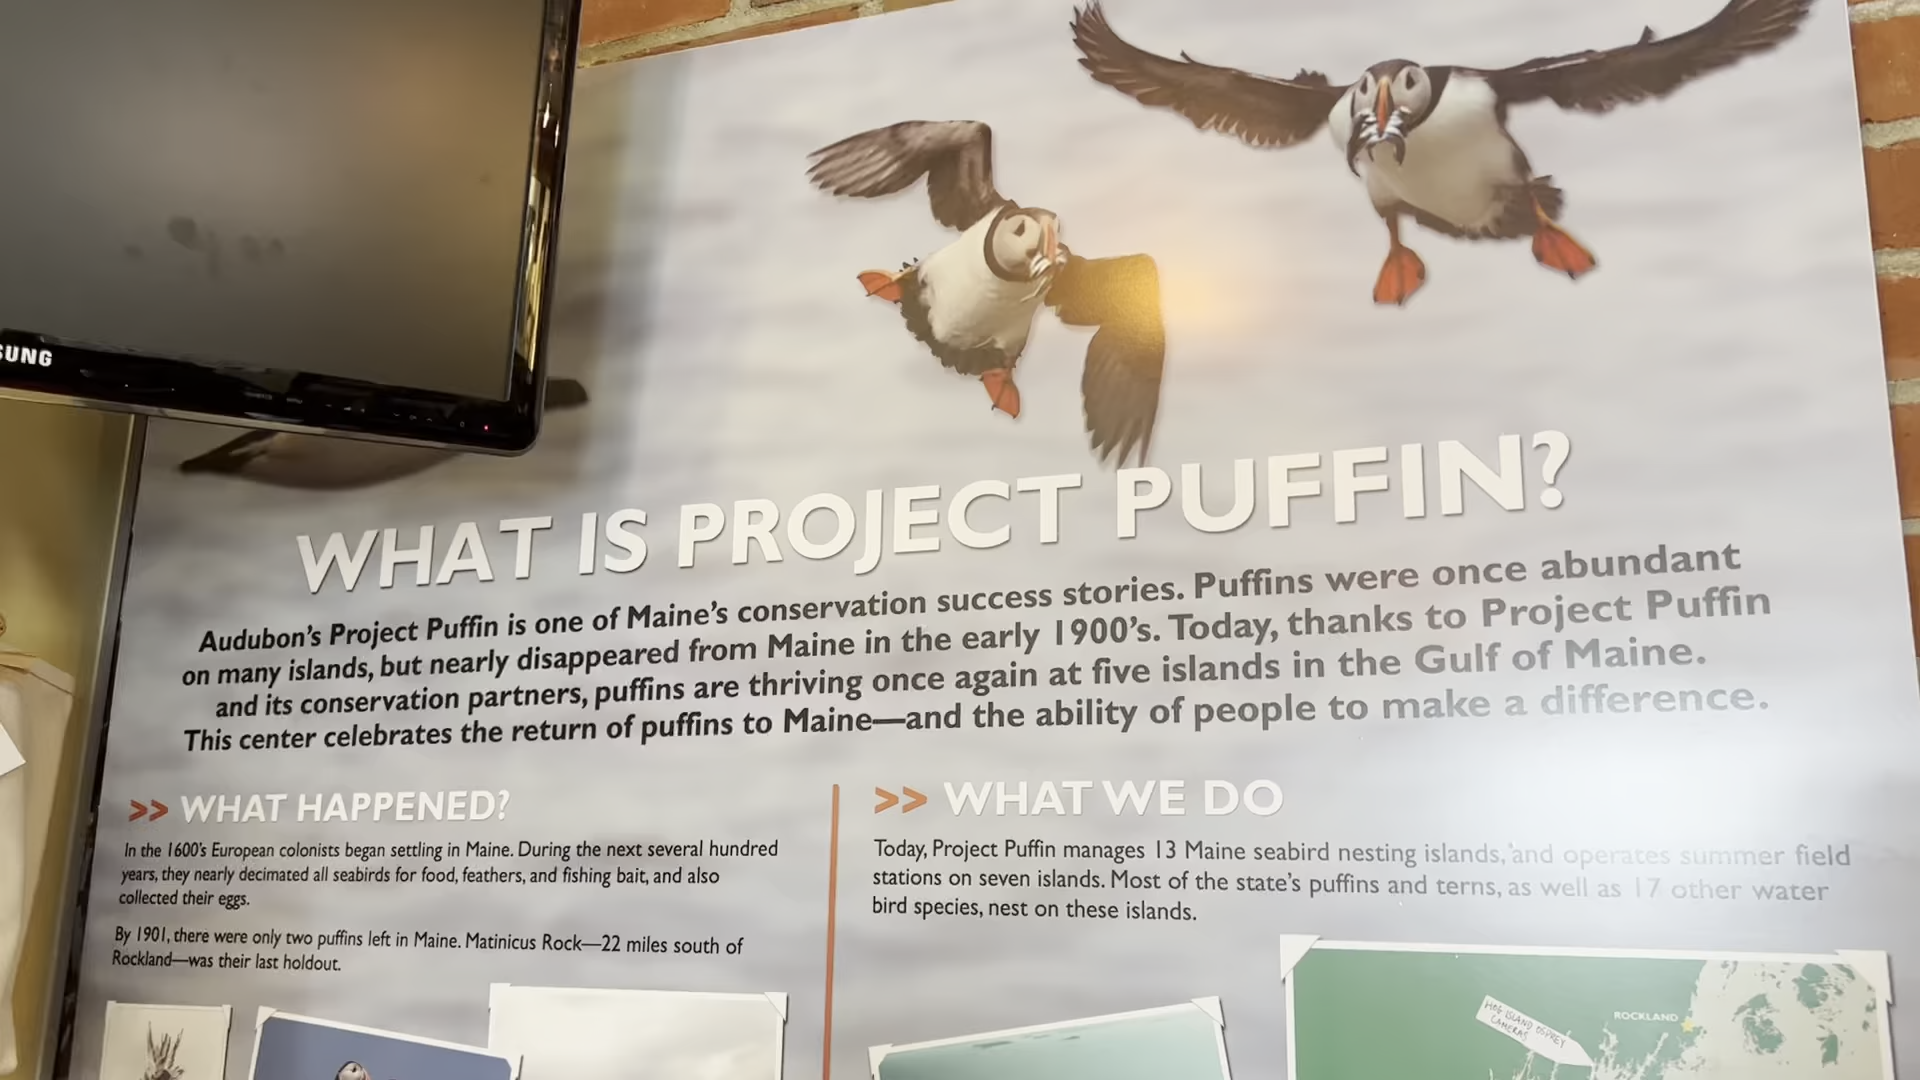 SUNG
WHAT IS PROJECT PUFFIN?
Audubon's Project Puffin is one of Maine's conservation success stories. Puffins were once abundant
on many islands, but nearly disappeared from Maine in the early 1900's. Today, thanks to Project Puffin
and its conservation partners, puffins are thriving once again at five islands in the Gulf of Maine.
This center celebrates the return of puffins to Maine—and the ability of people to make a difference.
>> WHAT HAPPENED?
In the 1600's European colonists began settling in Maine. During the next several hundred
years, they nearly decimated all seabirds for food, feathers, and fishing bait, and also
collected their eggs.
By 1901, there were only two puffins left in Maine. Matinicus Rock—22 miles south of
Rockland—was their last holdout.
>> WHAT WE DO
Today, Project Puffin manages 13 Maine seabird nesting islands, and operates summer field
stations on seven islands. Most of the state's puffins and terns, as well as 17 other water
bird species, nest on these islands.
HOG ISLAND OSPREY
CAMERAS
ROCKLAND